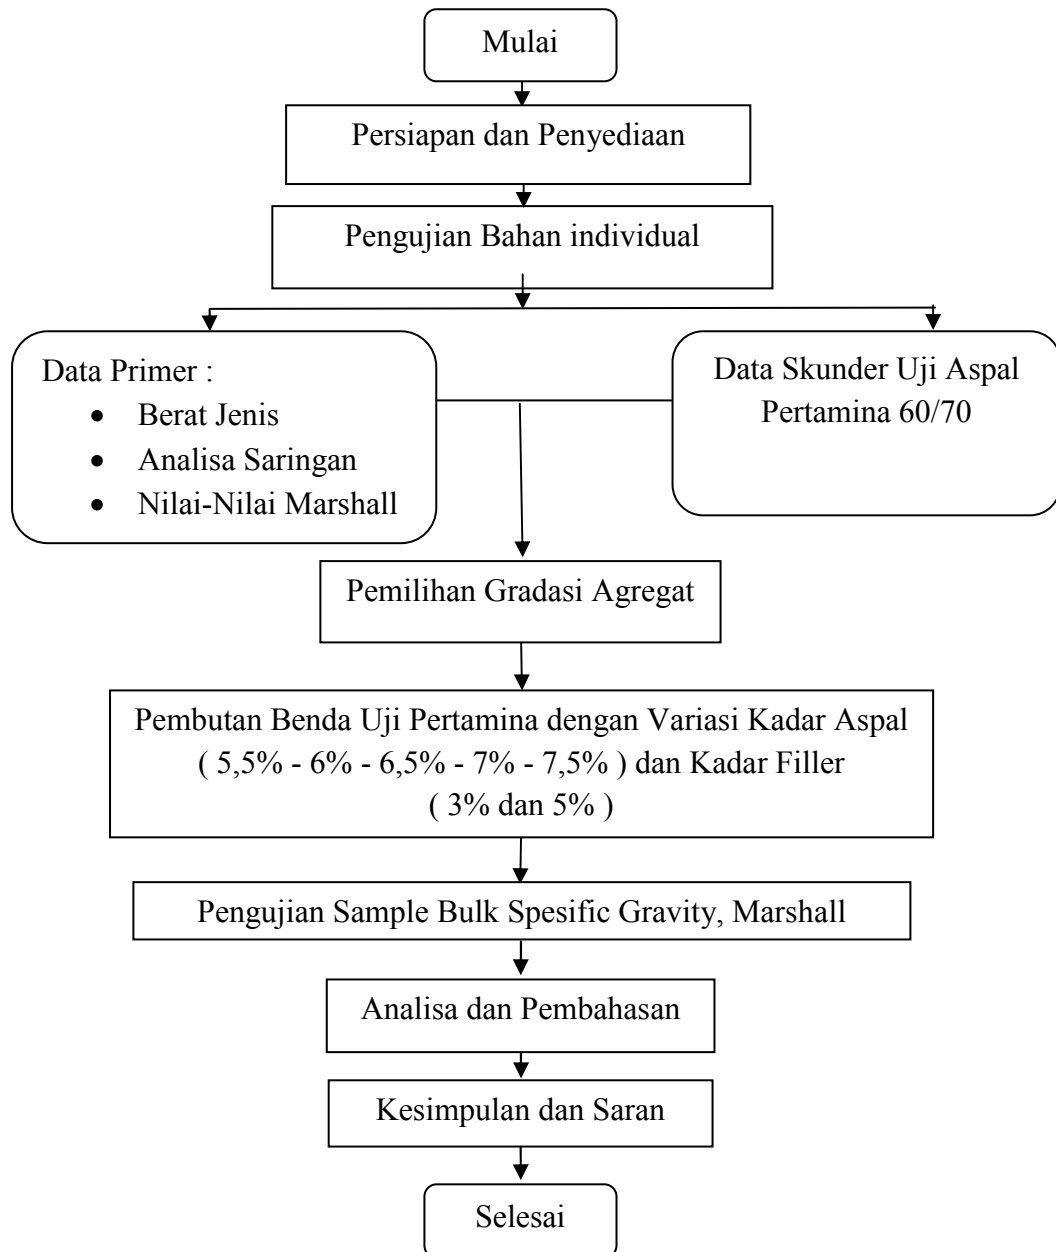 Mulai
Persiapan dan Penyediaan
Pengujian Bahan individual
Data Primer :
• Berat Jenis
• Analisa Saringan
• Nilai-Nilai Marshall
Data Skunder Uji Aspal
Pertamina 60/70
Pemilihan Gradasi Agregat
Pembutan Benda Uji Pertamina dengan Variasi Kadar Aspal
( 5,5% - 6% - 6,5% - 7% - 7,5% ) dan Kadar Filler
( 3% dan 5% )
Pengujian Sample Bulk Spesific Gravity, Marshall
Analisa dan Pembahasan
Kesimpulan dan Saran
Selesai